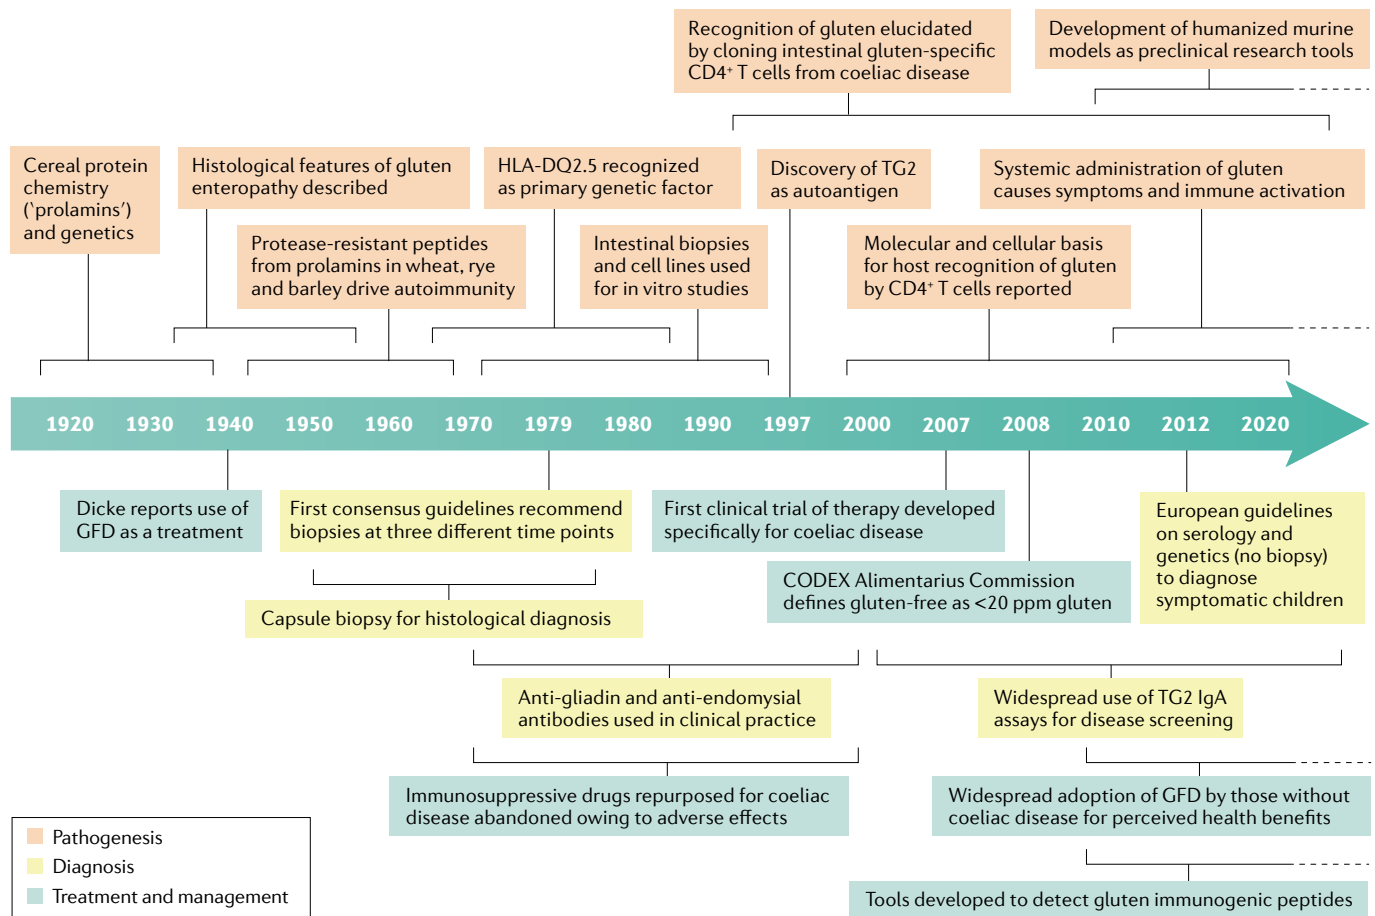 Recognition of gluten elucidated
by cloning intestinal gluten-specific
CD4⁺ T cells from coeliac disease
Development of humanized murine
models as preclinical research tools
Cereal protein
chemistry
(‘prolamins’)
and genetics
Histological features of gluten
enteropathy described
HLA-DQ2.5 recognized
as primary genetic factor
Discovery of TG2
as autoantigen
Systemic administration of gluten
causes symptoms and immune activation
Protease-resistant peptides
from prolamins in wheat, rye
and barley drive autoimmunity
Intestinal biopsies
and cell lines used
for in vitro studies
Molecular and cellular basis
for host recognition of gluten
by CD4⁺ T cells reported
1920 1930 1940 1950 1960 1970 1979 1980 1990 1997 2000 2007 2008 2010 2012 2020
Dicke reports use of
GFD as a treatment
First consensus guidelines recommend
biopsies at three different time points
First clinical trial of therapy developed
specifically for coeliac disease
European guidelines
on serology and
genetics (no biopsy)
to diagnose
symptomatic children
CODEX Alimentarius Commission
defines gluten-free as <20 ppm gluten
Capsule biopsy for histological diagnosis
Anti-gliadin and anti-endomysial
antibodies used in clinical practice
Widespread use of TG2 IgA
assays for disease screening
Immunosuppressive drugs repurposed for coeliac
disease abandoned owing to adverse effects
Widespread adoption of GFD by those without
coeliac disease for perceived health benefits
Tools developed to detect gluten immunogenic peptides
Pathogenesis
Diagnosis
Treatment and management